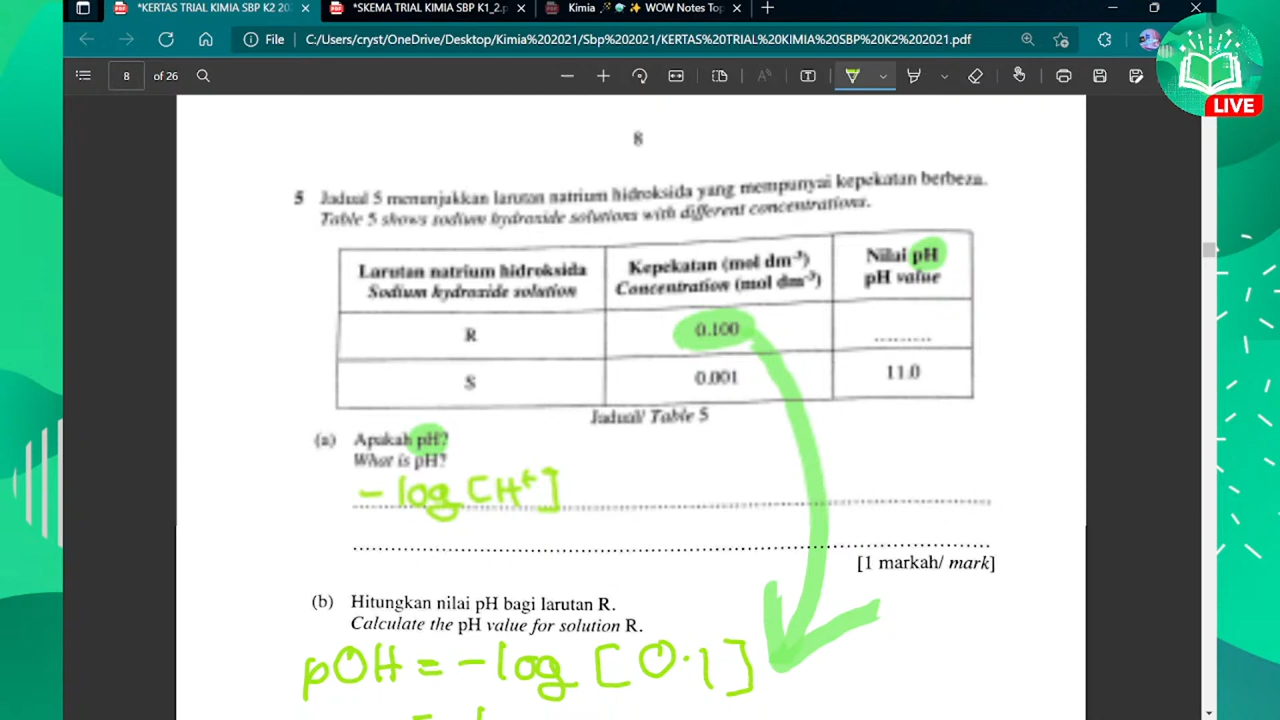 *KERTAS TRIAL KIMIA SBP K2 202
*SKEMA TRIAL KIMIA SBP K1_2.p
Kimia 🪄🌏✨ WOW Notes Top
File C:/Users/cryst/OneDrive/Desktop/Kimia%202021/Sbp%202021/KERTAS%20TRIAL%20KIMIA%20SBP%20K2%202021.pdf
LIVE
8 of 26
8
5 Jadual 5 menunjukkan larutan natrium hidroksida yang mempunyai kepekatan berbeza.
Table 5 shows sodium hydroxide solutions with different concentrations.
Larutan natrium hidroksida
Sodium hydroxide solution
Kepekatan (mol dm⁻³)
Concentration (mol dm⁻³)
Nilai pH
pH value
R 0.100 ..........
S 0.001 11.0
Jadual/ Table 5
(a) Apakah pH?
What is pH?
- log [H⁺]
[1 markah/ mark]
(b) Hitungkan nilai pH bagi larutan R.
Calculate the pH value for solution R.
pOH = -log [0.1]
=